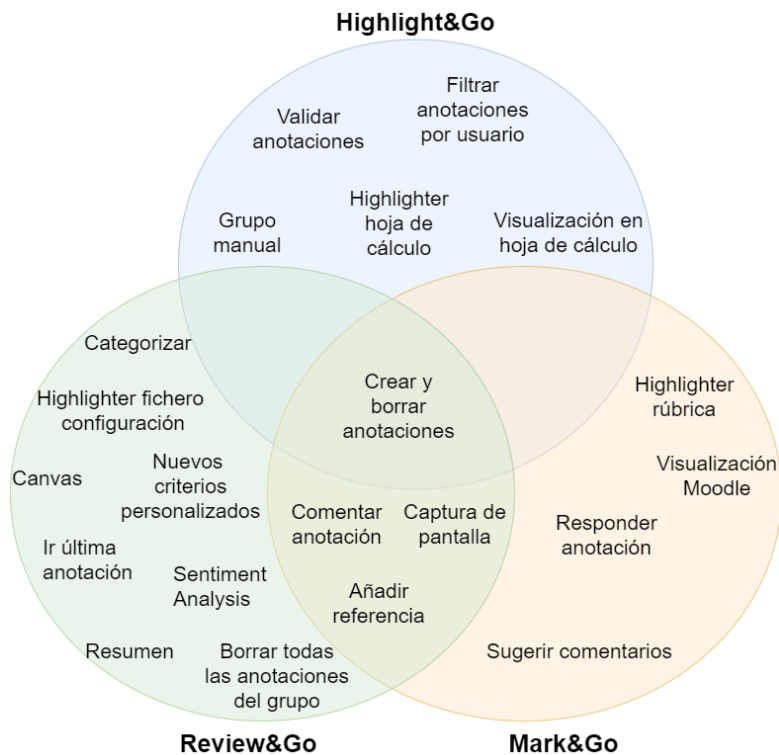 Highlight&Go
Filtrar
anotaciones
por usuario
Validar
anotaciones
Highlighter
hoja de
cálculo
Grupo
manual
Visualización en
hoja de cálculo
Categorizar
Highlighter fichero
configuración
Canvas
Nuevos
criterios
personalizados
Ir última
anotación
Sentiment
Analysis
Resumen
Borrar todas
las anotaciones
del grupo
Crear y
borrar
anotaciones
Comentar
anotación
Captura de
pantalla
Añadir
referencia
Highlighter
rúbrica
Visualización
Moodle
Responder
anotación
Sugerir comentarios
Review&Go
Mark&Go